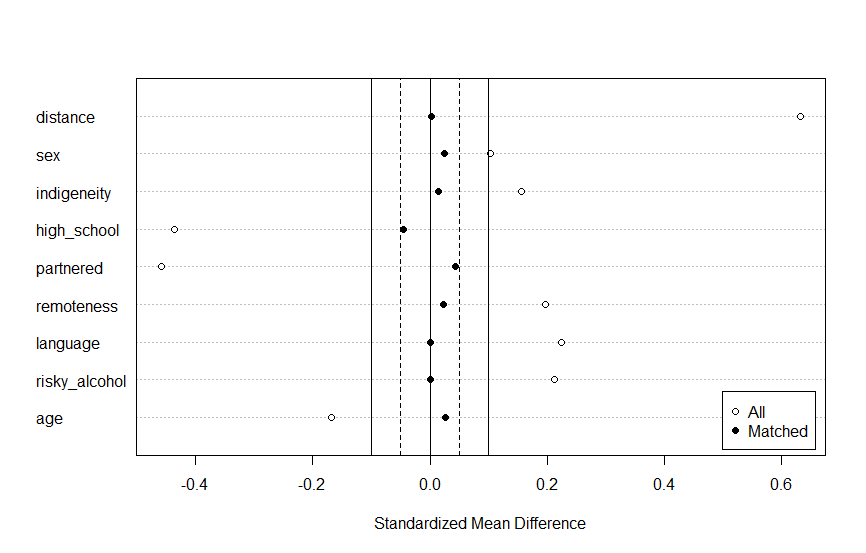 distance
sex
indigeneity
high_school
partnered
remoteness
language
risky_alcohol
age
All
Matched
-0.4 -0.2 0.0 0.2 0.4 0.6
Standardized Mean Difference